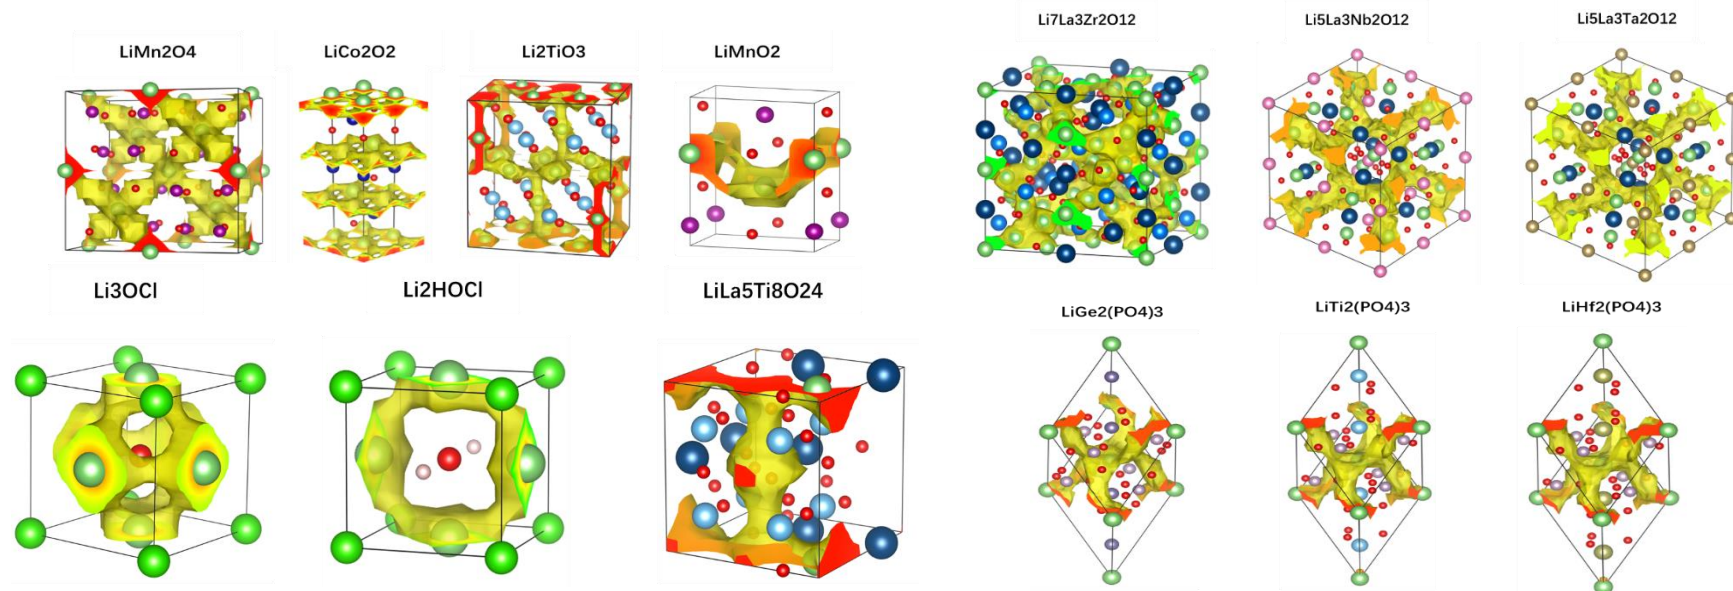 Li7La3Zr2O12
Li5La3Nb2O12
Li5La3Ta2O12
LiMn2O4
LiCo2O2
Li2TiO3
LiMnO2
Li3OCl
Li2HOCl
LiLa5Ti8O24
LiGe2(PO4)3
LiTi2(PO4)3
LiHf2(PO4)3